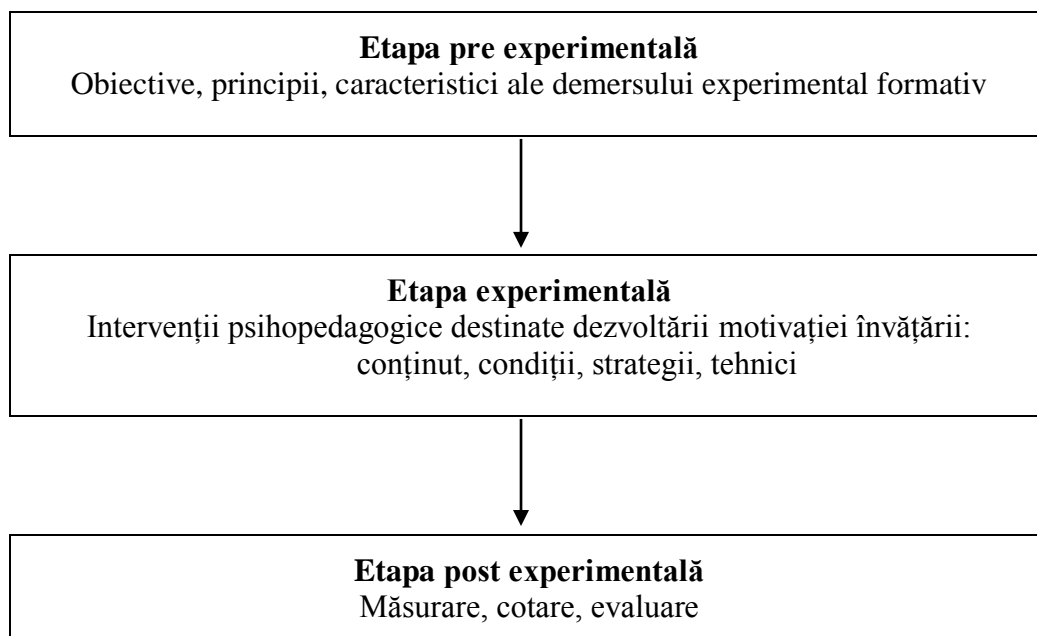 Etapa pre experimentală
Obiective, principii, caracteristici ale demersului experimental formativ
Etapa experimentală
Intervenții psihopedagogice destinate dezvoltării motivației învățării:
conținut, condiții, strategii, tehnici
Etapa post experimentală
Măsurare, cotare, evaluare